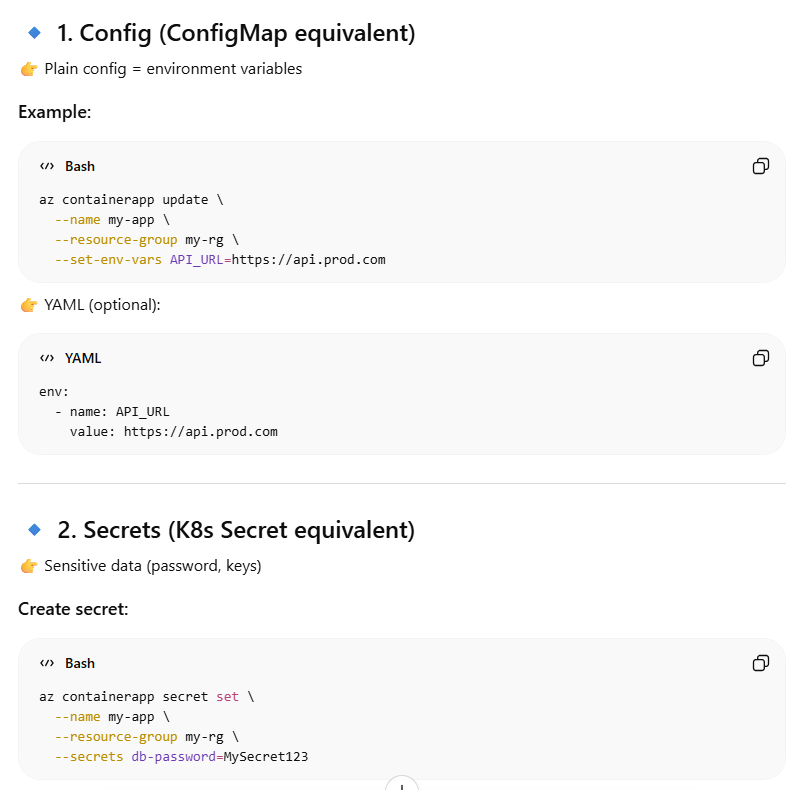 🔹 1. Config (ConfigMap equivalent)
👉 Plain config = environment variables
Example:
</> Bash
az containerapp update \
  --name my-app \
  --resource-group my-rg \
  --set-env-vars API_URL=https://api.prod.com
👉 YAML (optional):
</> YAML
env:
  - name: API_URL
    value: https://api.prod.com
🔹 2. Secrets (K8s Secret equivalent)
👉 Sensitive data (password, keys)
Create secret:
</> Bash
az containerapp secret set \
  --name my-app \
  --resource-group my-rg \
  --secrets db-password=MySecret123